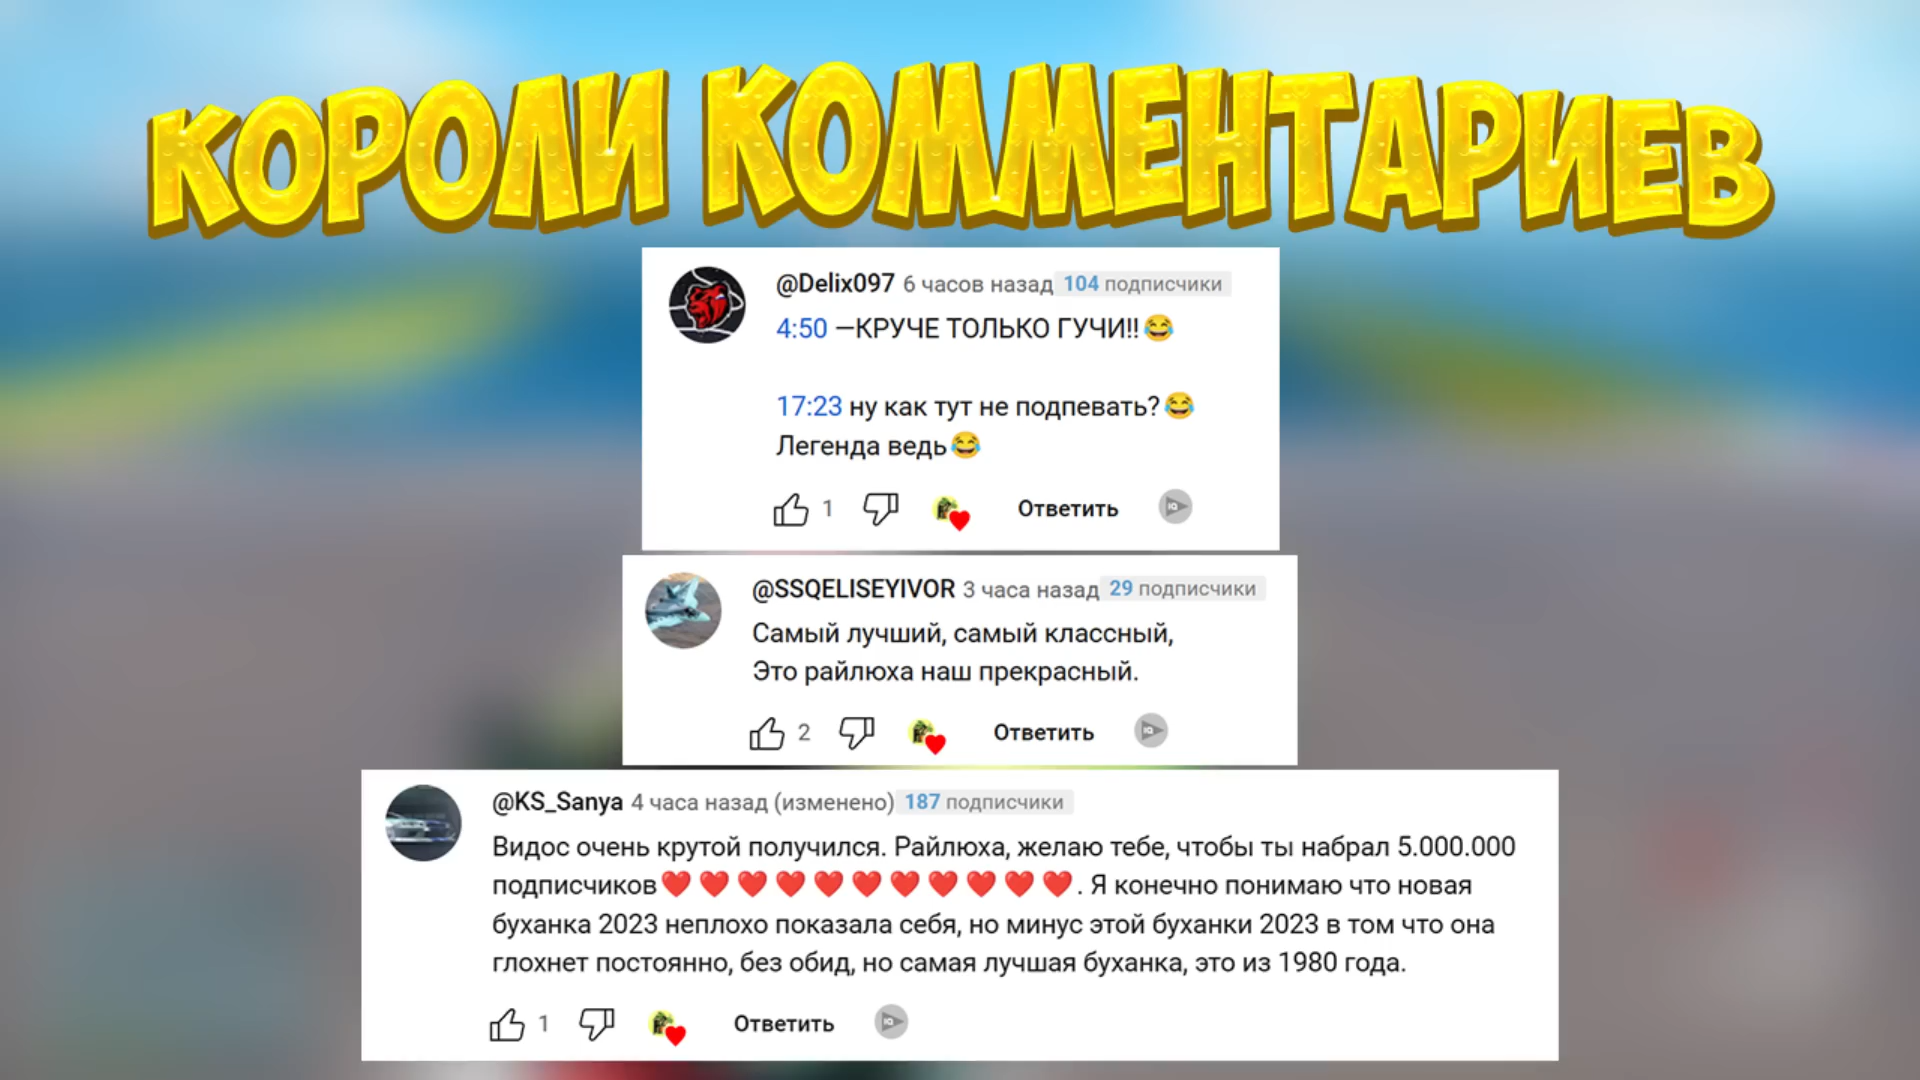 КОРОЛИ КОММЕНТАРИЕВ
@Delix097 6 часов назад 104 подписчики
4:50 —КРУЧЕ ТОЛЬКО ГУЧИ!!😂
17:23 ну как тут не подпевать?😂
Легенда ведь😂
1 Ответить IQ
@SSQELISEYIVOR 3 часа назад 29 подписчики
Самый лучший, самый классный,
Это райлюха наш прекрасный.
2 Ответить IQ
@KS_Sanya 4 часа назад (изменено) 187 подписчики
Видос очень крутой получился. Райлюха, желаю тебе, чтобы ты набрал 5.000.000
подписчиков❤️❤️❤️❤️❤️❤️❤️❤️❤️❤️❤️. Я конечно понимаю что новая
буханка 2023 неплохо показала себя, но минус этой буханки 2023 в том что она
глохнет постоянно, без обид, но самая лучшая буханка, это из 1980 года.
1 Ответить IQ